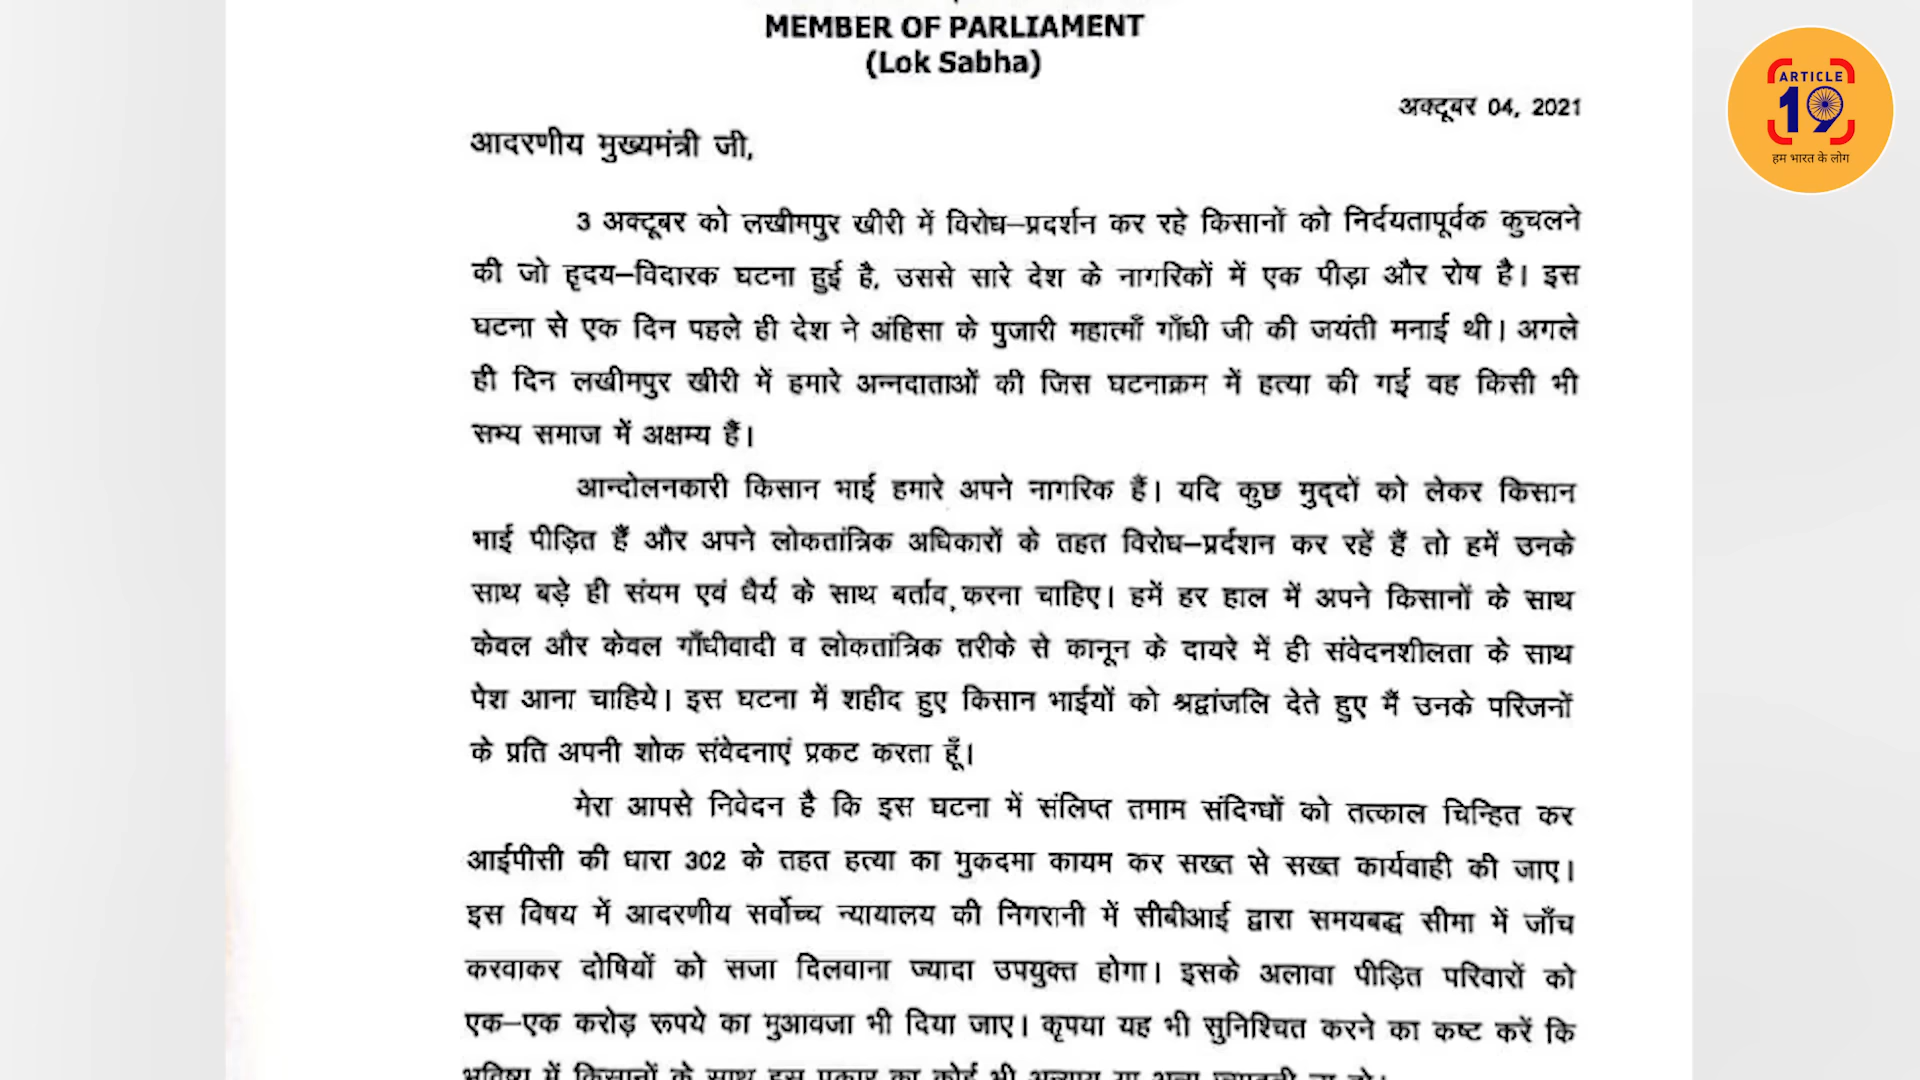 MEMBER OF PARLIAMENT
(Lok Sabha)
अक्टूबर 04, 2021
आदरणीय मुख्यमंत्री जी,
3 अक्टूबर को लखीमपुर खीरी में विरोध–प्रदर्शन कर रहे किसानों को निर्दयतापूर्वक कुचलने
की जो हृदय–विदारक घटना हुई है, उससे सारे देश के नागरिकों में एक पीड़ा और रोष है। इस
घटना से एक दिन पहले ही देश ने अंहिसा के पुजारी महात्माँ गाँधी जी की जयंती मनाई थी। अगले
ही दिन लखीमपुर खीरी में हमारे अन्नदाताओं की जिस घटनाक्रम में हत्या की गई वह किसी भी
सभ्य समाज में अक्षम्य हैं।
आन्दोलनकारी किसान भाई हमारे अपने नागरिक हैं। यदि कुछ मुद्दों को लेकर किसान
भाई पीड़ित हैं और अपने लोकतांत्रिक अधिकारों के तहत विरोध–प्रर्दशन कर रहें हैं तो हमें उनके
साथ बड़े ही संयम एवं धैर्य के साथ बर्ताव करना चाहिए। हमें हर हाल में अपने किसानों के साथ
केवल और केवल गाँधीवादी व लोकतांत्रिक तरीके से कानून के दायरे में ही संवेदनशीलता के साथ
पेश आना चाहिये। इस घटना में शहीद हुए किसान भाईयों को श्रद्वांजलि देते हुए मैं उनके परिजनों
के प्रति अपनी शोक संवेदनाएं प्रकट करता हूँ।
मेरा आपसे निवेदन है कि इस घटना में संलिप्त तमाम संदिग्धों को तत्काल चिन्हित कर
आईपीसी की धारा 302 के तहत हत्या का मुकदमा कायम कर सख्त से सख्त कार्यवाही की जाए।
इस विषय में आदरणीय सर्वोच्च न्यायालय की निगरानी में सीबीआई द्वारा समयबद्ध सीमा में जाँच
करवाकर दोषियों को सजा दिलवाना ज्यादा उपयुक्त होगा। इसके अलावा पीड़ित परिवारों को
एक–एक करोड़ रूपये का मुआवजा भी दिया जाए। कृपया यह भी सुनिश्चित करने का कष्ट करें कि
भविष्य में किसानों के साथ इस प्रकार का कोई भी अन्याय या अन्य ज्यादती ना हो।
ARTICLE
19
हम भारत के लोग